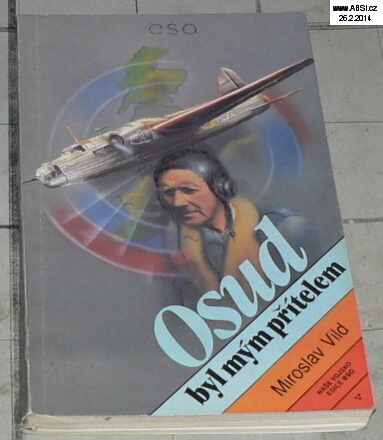 www.ABSI.cz
26.2.2014
eso
Osud
byl mým přítelem
Miroslav Vild
NAŠE VOJSKO
EDICE eso